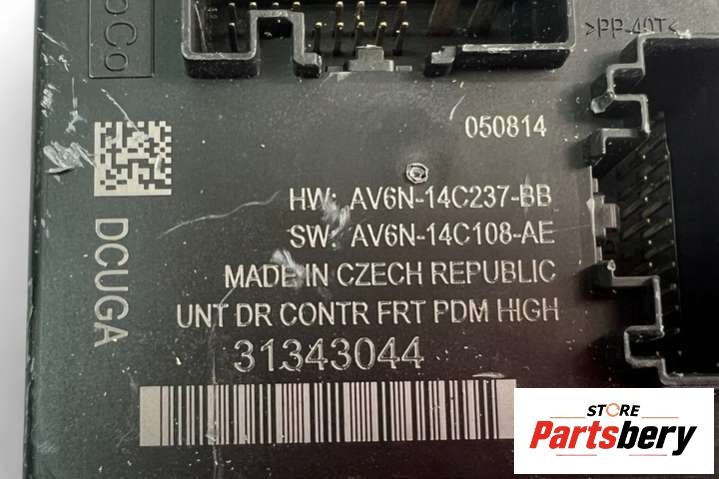 >PP-40T<
050814
HW: AV6N-14C237-BB
SW: AV6N-14C108-AE
MADE IN CZECH REPUBLIC
UNT DR CONTR FRT PDM HIGH
31343044
DCUGA
STORE
Partsbery